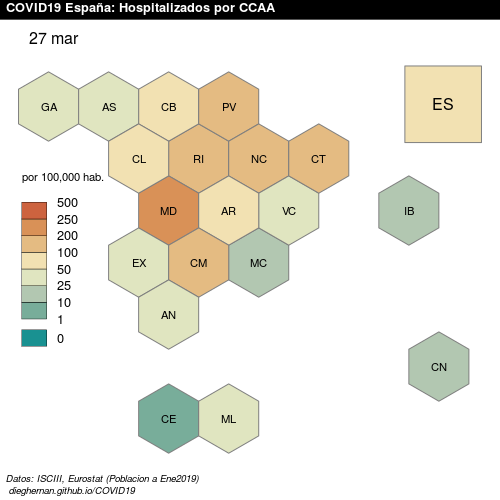 COVID19 España: Hospitalizados por CCAA
27 mar
GA AS CB PV
ES
CL RI NC CT
por 100,000 hab.
500
250
200
100
50
25
10
1
0
MD AR VC
IB
EX CM MC
AN
CN
CE ML
Datos: ISCIII, Eurostat (Poblacion a Ene2019)
dieghernan.github.io/COVID19